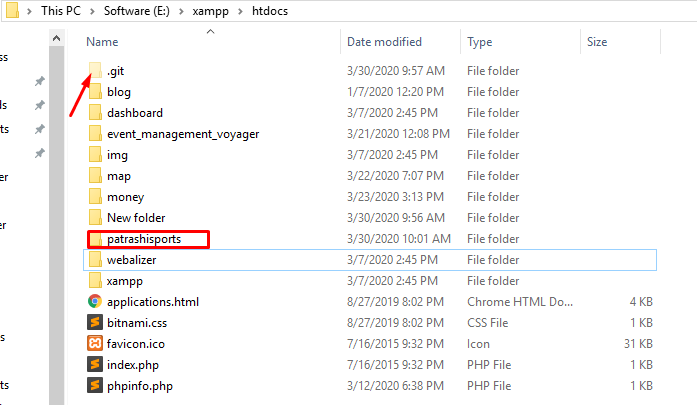 This PC > Software (E:) > xampp > htdocs
Name Date modified Type Size
.git 3/30/2020 9:57 AM File folder
blog 1/7/2020 12:20 PM File folder
dashboard 3/7/2020 2:45 PM File folder
event_management_voyager 3/21/2020 12:08 PM File folder
img 3/7/2020 2:45 PM File folder
map 3/22/2020 7:07 PM File folder
money 3/23/2020 3:13 PM File folder
New folder 3/30/2020 9:56 AM File folder
patrashisports 3/30/2020 10:01 AM File folder
webalizer 3/7/2020 2:45 PM File folder
xampp 3/7/2020 2:45 PM File folder
applications.html 8/27/2019 8:02 PM Chrome HTML Do... 4 KB
bitnami.css 8/27/2019 8:02 PM CSS File 1 KB
favicon.ico 7/16/2015 9:32 PM Icon 31 KB
index.php 7/16/2015 9:32 PM PHP File 1 KB
phpinfo.php 3/12/2020 6:38 PM PHP File 1 KB